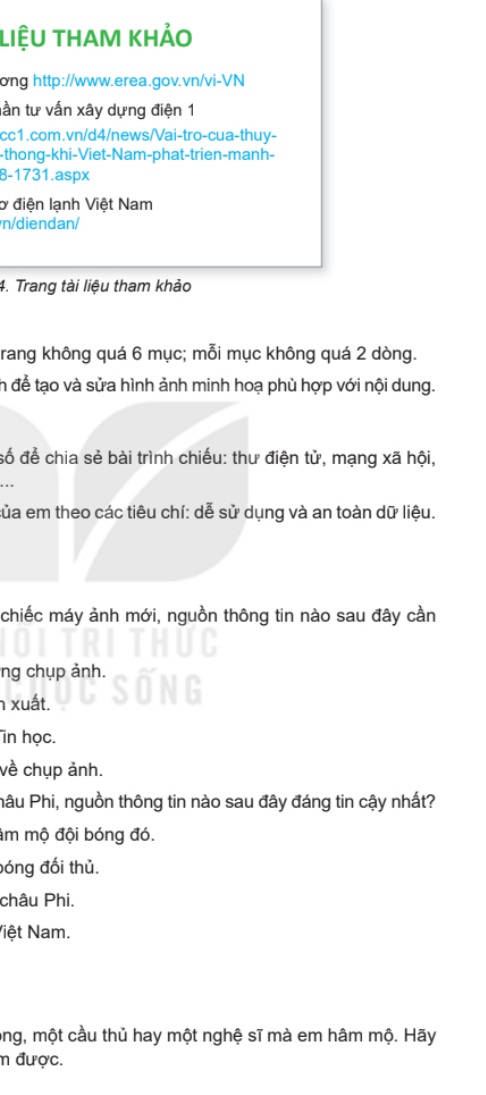 LIỆU THAM KHẢO
ơng http://www.erea.gov.vn/vi-VN
ần tư vấn xây dựng điện 1
cc1.com.vn/d4/news/Vai-tro-cua-thuy-
-thong-khi-Viet-Nam-phat-trien-manh-
8-1731.aspx
ơ điện lạnh Việt Nam
vn/diendan/
4. Trang tài liệu tham khảo
rang không quá 6 mục; mỗi mục không quá 2 dòng.
h để tạo và sửa hình ảnh minh hoạ phù hợp với nội dung.
số để chia sẻ bài trình chiếu: thư điện tử, mạng xã hội,
...
của em theo các tiêu chí: dễ sử dụng và an toàn dữ liệu.
chiếc máy ảnh mới, nguồn thông tin nào sau đây cần
NỐI TRI THỨC
ng chụp ảnh.
CUỘC SỐNG
n xuất.
Tin học.
về chụp ảnh.
hâu Phi, nguồn thông tin nào sau đây đáng tin cậy nhất?
âm mộ đội bóng đó.
bóng đối thủ.
châu Phi.
Việt Nam.
ong, một cầu thủ hay một nghệ sĩ mà em hâm mộ. Hãy
m được.